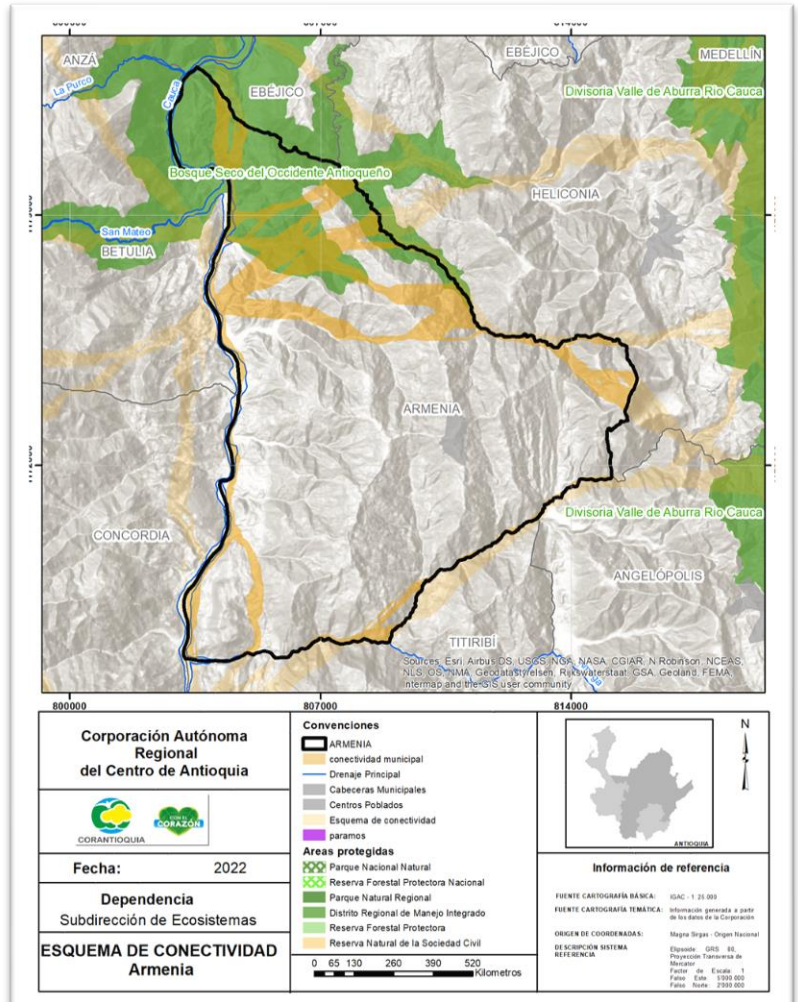 800000
807000
814000
ANZÁ
EBÉJICO
MEDELLÍN
La Purco
Cauca
EBÉJICO
Divisoria Valle de Aburra Rio Cauca
Bosque Seco del Occidente Antioqueño
HELICONIA
San Mateo
BETULIA
ARMENIA
CONCORDIA
Divisoria Valle de Aburra Rio Cauca
ANGELÓPOLIS
TITIRIBÍ
Sources: Esri, Airbus DS, USGS, NGA, NASA, CGIAR, N Robinson, NCEAS,
NLS, OS, NMA, Geodatastyrelsen, Rijkswaterstaat, GSA, Geoland, FEMA,
Intermap and the GIS user community
800000
807000
814000
Corporación Autónoma
Regional
del Centro de Antioquia
CORANTIOQUIA
CON EL
CORAZÓN
Fecha: 2022
Dependencia
Subdirección de Ecosistemas
ESQUEMA DE CONECTIVIDAD
Armenia
Convenciones
ARMENIA
conectividad municipal
Drenaje Principal
Cabeceras Municipales
Centros Poblados
Esquema de conectividad
paramos
Areas protegidas
Parque Nacional Natural
Reserva Forestal Protectora Nacional
Parque Natural Regional
Distrito Regional de Manejo Integrado
Reserva Forestal Protectora
Reserva Natural de la Sociedad Civil
0 65 130 260 390 520
Kilometros
N
ANTIOQUIA
Información de referencia
FUENTE CARTOGRAFÍA BÁSICA: IGAC - 1: 25.000
FUENTE CARTOGRAFÍA TEMÁTICA: Información generada a partir
de los datos de la Corporación
ORIGEN DE COORDENADAS: Magna Sirgas - Origen Nacional
DESCRIPCIÓN SISTEMA
REFERENCIA
Elipsoide: GRS 80,
Proyección Transversa de
Mercator
Factor de Escala: 1
Falso Este: 5'000.000
Falso Norte: 2'000.000